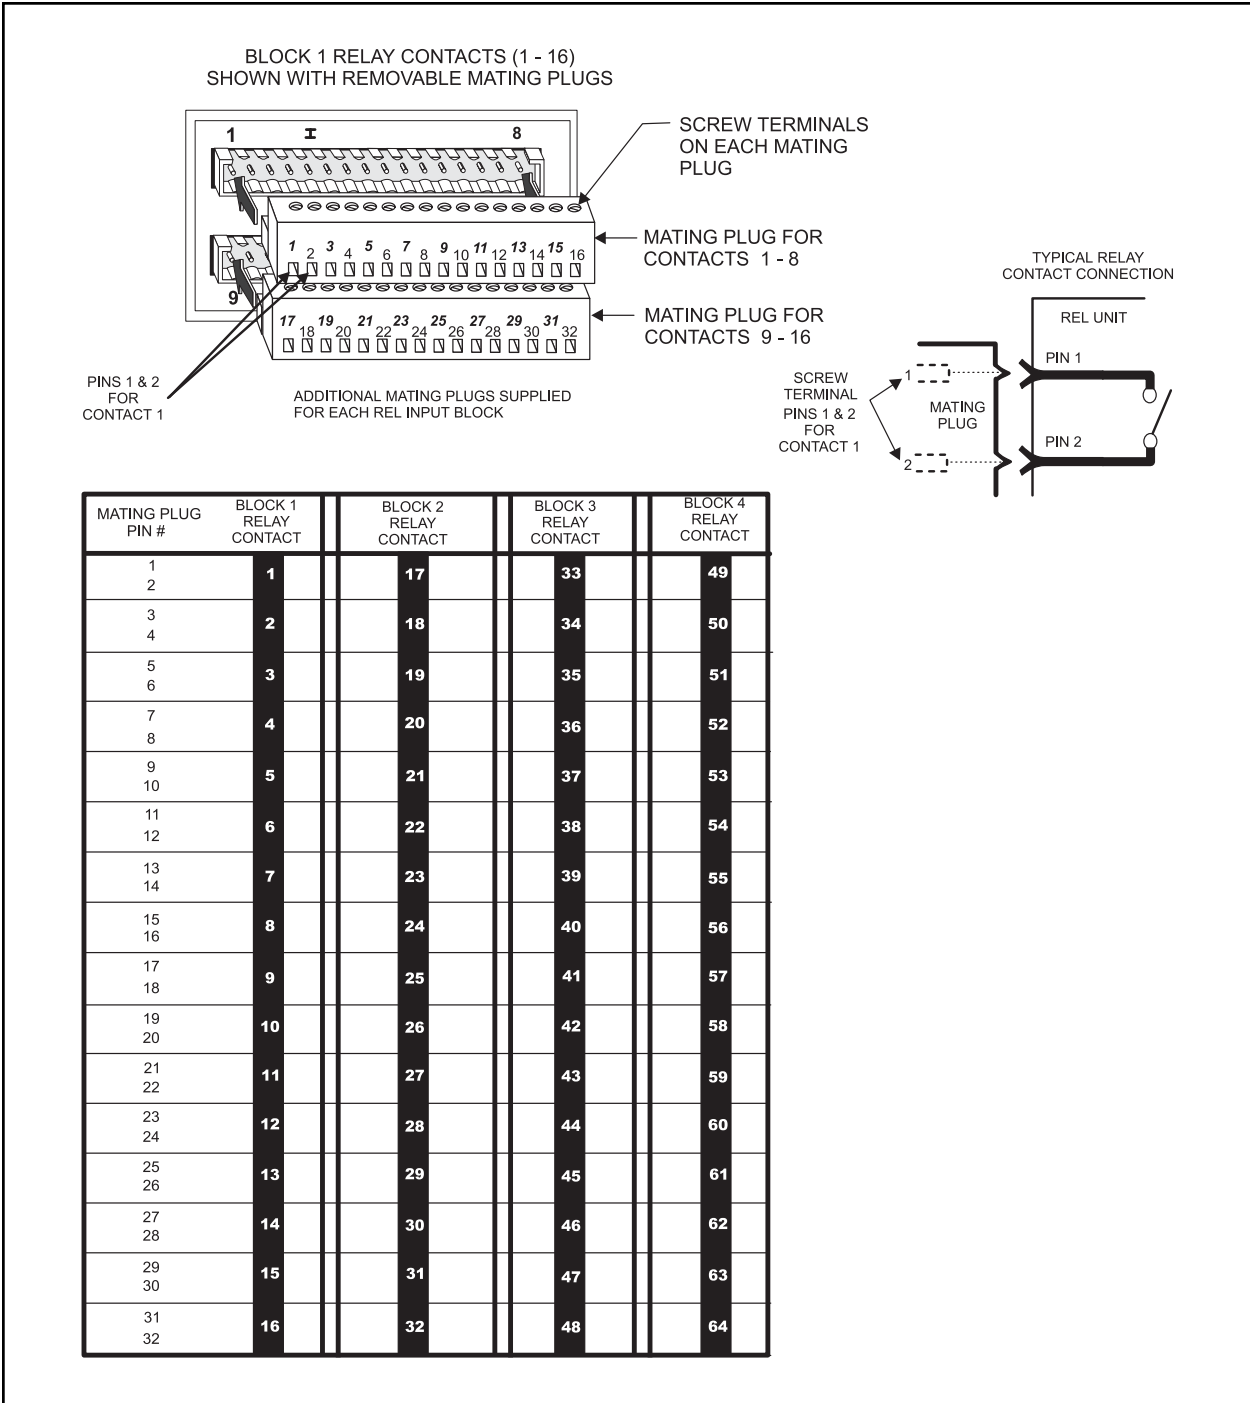 BLOCK 1 RELAY CONTACTS (1 - 16)
SHOWN WITH REMOVABLE MATING PLUGS
1 I 8
SCREW TERMINALS
ON EACH MATING
PLUG
1 2 3 4 5 6 7 8 9 10 11 12 13 14 15 16
MATING PLUG FOR
CONTACTS 1 - 8
9
17 18 19 20 21 22 23 24 25 26 27 28 29 30 31 32
MATING PLUG FOR
CONTACTS 9 - 16
PINS 1 & 2
FOR
CONTACT 1
ADDITIONAL MATING PLUGS SUPPLIED
FOR EACH REL INPUT BLOCK
TYPICAL RELAY
CONTACT CONNECTION
REL UNIT
PIN 1
1
SCREW
TERMINAL
PINS 1 & 2
FOR
CONTACT 1
MATING
PLUG
PIN 2
2
MATING PLUG
PIN #
BLOCK 1
RELAY
CONTACT
BLOCK 2
RELAY
CONTACT
BLOCK 3
RELAY
CONTACT
BLOCK 4
RELAY
CONTACT
1
2
1 17 33 49
3
4
2 18 34 50
5
6
3 19 35 51
7
8
4 20 36 52
9
10
5 21 37 53
11
12
6 22 38 54
13
14
7 23 39 55
15
16
8 24 40 56
17
18
9 25 41 57
19
20
10 26 42 58
21
22
11 27 43 59
23
24
12 28 44 60
25
26
13 29 45 61
27
28
14 30 46 62
29
30
15 31 47 63
31
32
16 32 48 64